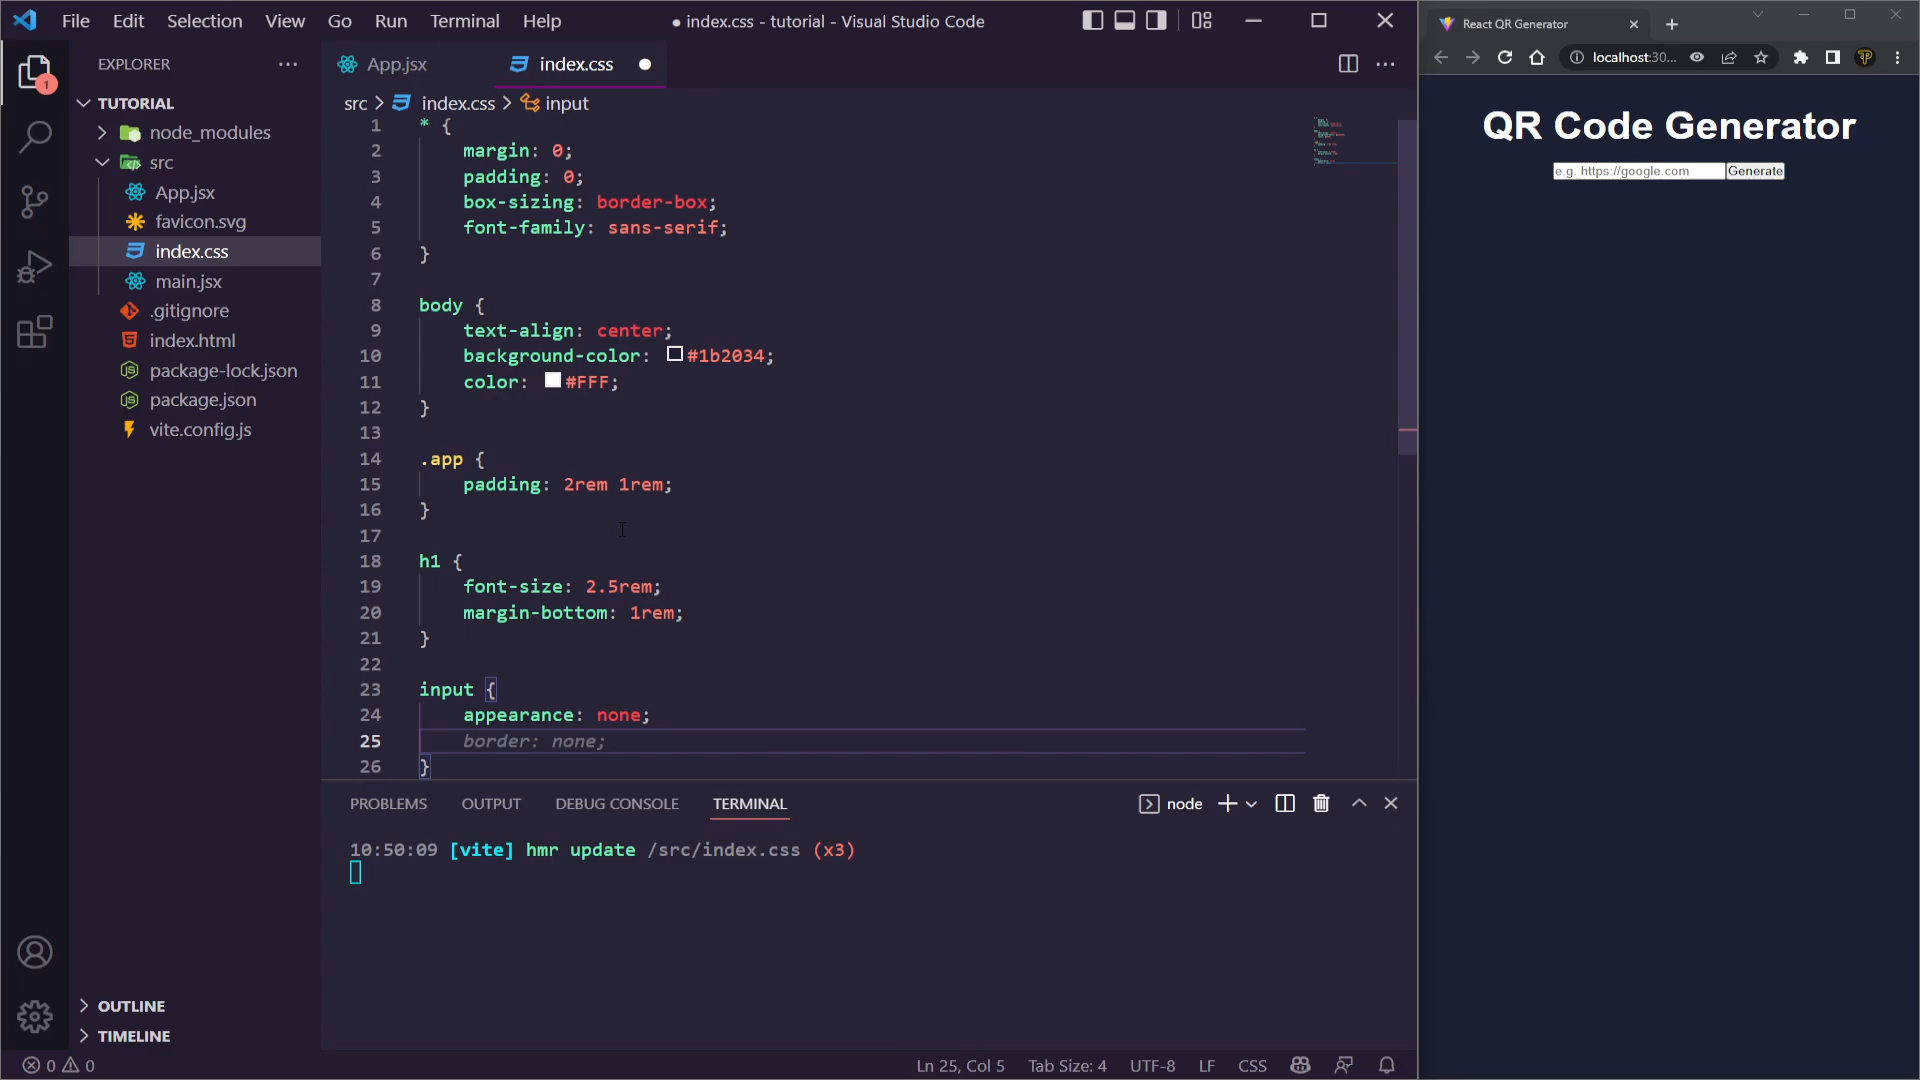 File Edit Selection View Go Run Terminal Help
● index.css - tutorial - Visual Studio Code
EXPLORER
1
TUTORIAL
node_modules
src
App.jsx
favicon.svg
index.css
main.jsx
.gitignore
index.html
package-lock.json
package.json
vite.config.js
OUTLINE
TIMELINE
App.jsx
index.css
src > index.css > input
1 * {
2 margin: 0;
3 padding: 0;
4 box-sizing: border-box;
5 font-family: sans-serif;
6 }
7
8 body {
9 text-align: center;
10 background-color: #1b2034;
11 color: #FFF;
12 }
13
14 .app {
15 padding: 2rem 1rem;
16 }
17
18 h1 {
19 font-size: 2.5rem;
20 margin-bottom: 1rem;
21 }
22
23 input {
24 appearance: none;
25 border: none;
26 }
PROBLEMS OUTPUT DEBUG CONSOLE TERMINAL
node
10:50:09 [vite] hmr update /src/index.css (x3)
0 0
Ln 25, Col 5 Tab Size: 4 UTF-8 LF CSS
React QR Generator
localhost:30...
QR Code Generator
e.g. https://google.com
Generate